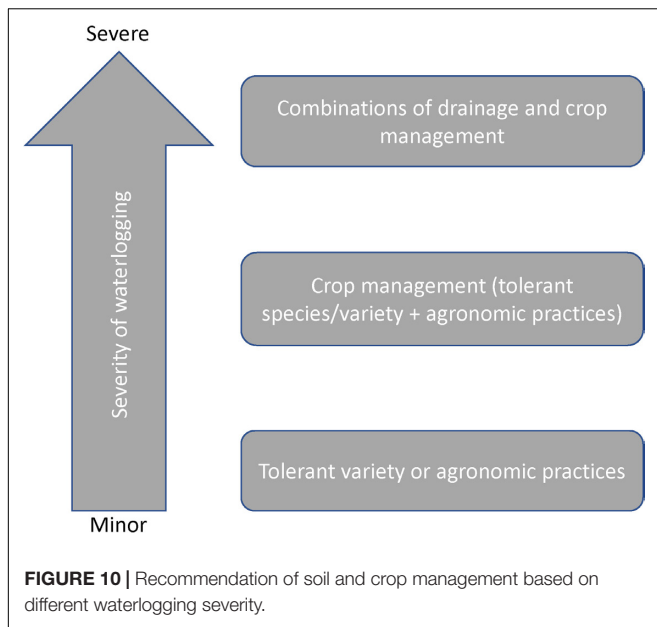 Severe
Combinations of drainage and crop
management
Severity of waterlogging
Crop management (tolerant
species/variety + agronomic practices)
Tolerant variety or agronomic practices
Minor
FIGURE 10 | Recommendation of soil and crop management based on
different waterlogging severity.